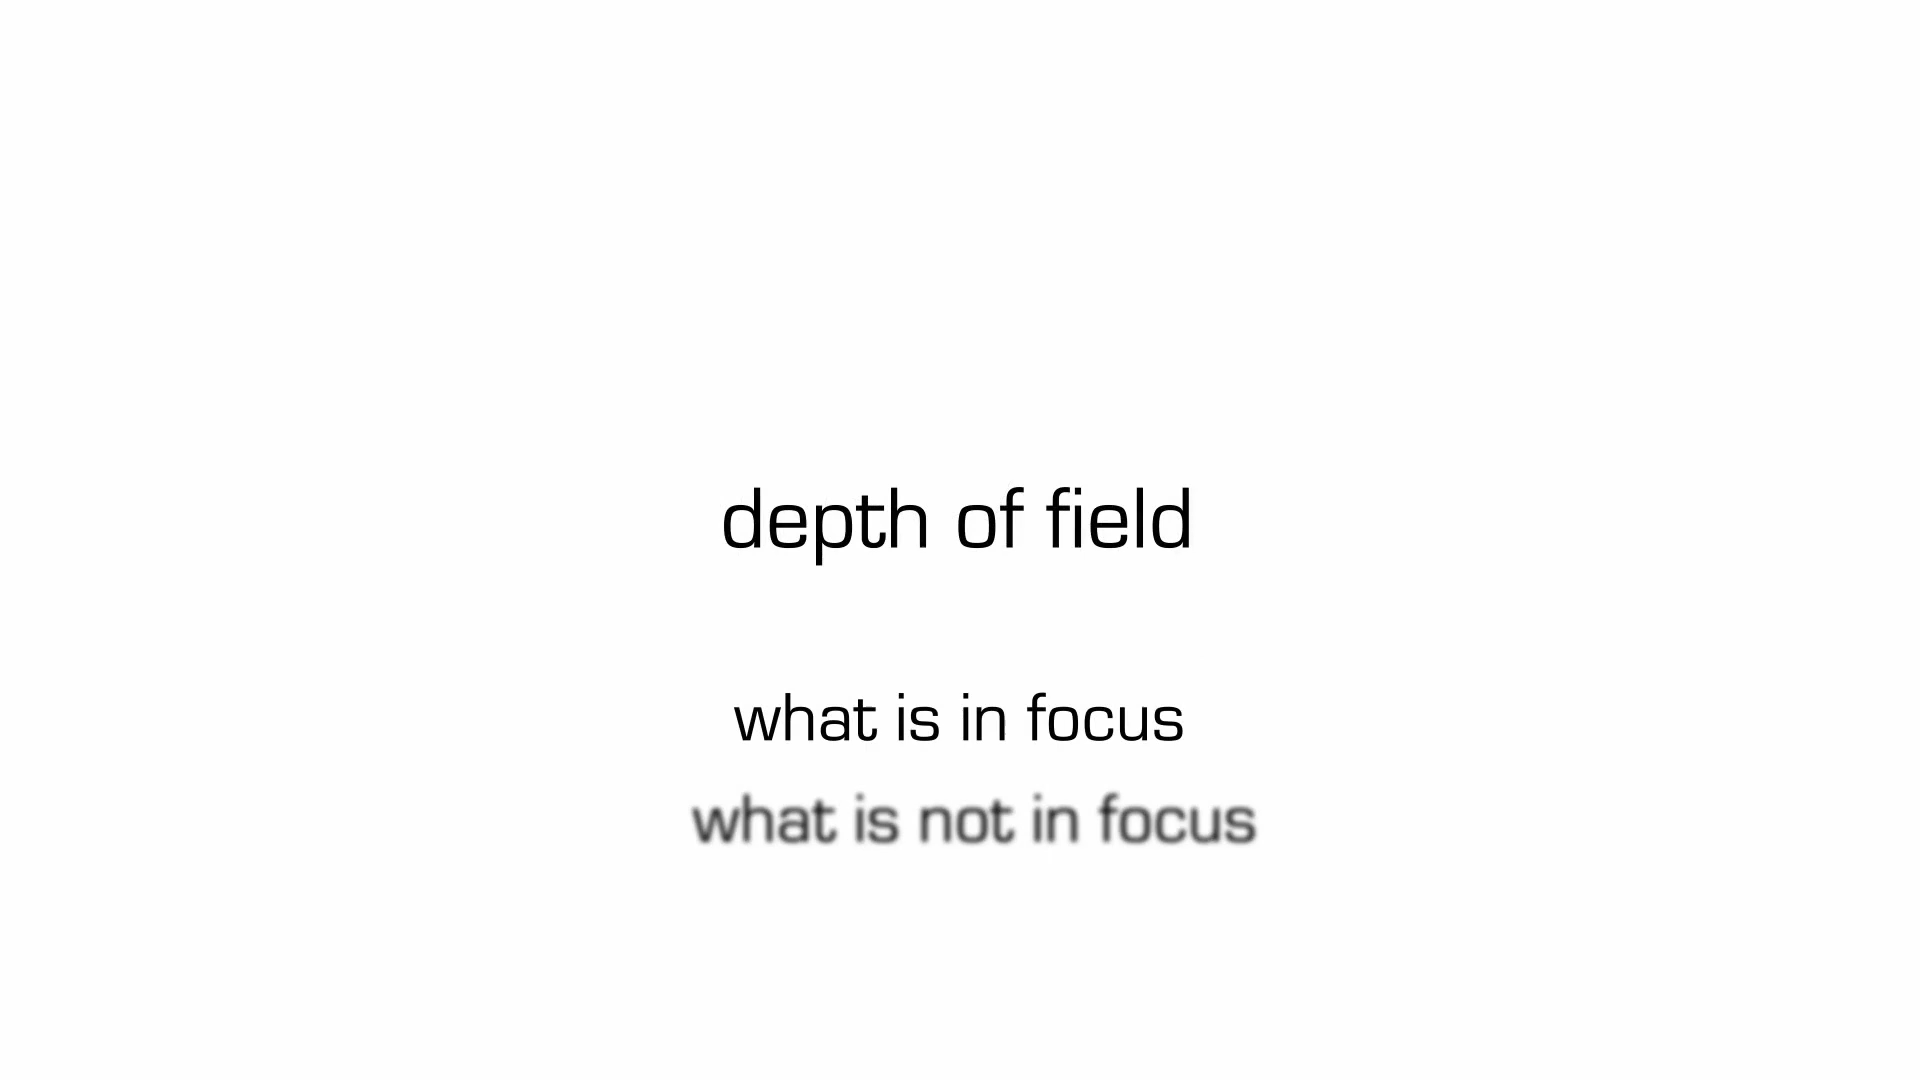 depth of field
what is in focus
what is not in focus